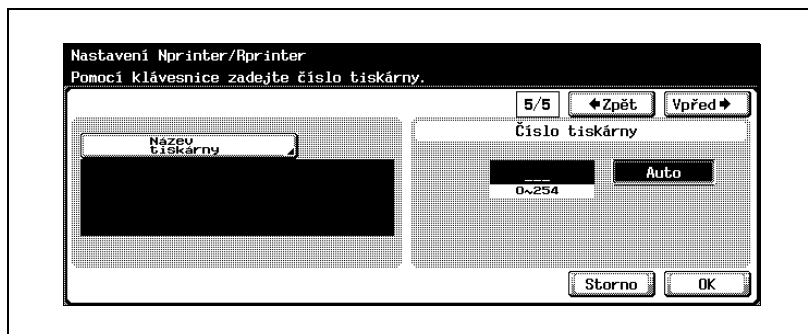 Nastavení Nprinter/Rprinter
Pomocí klávesnice zadejte číslo tiskárny.
5/5
Zpět
Vpřed
Název
tiskárny
Číslo tiskárny
___
0~254
Auto
Storno
OK